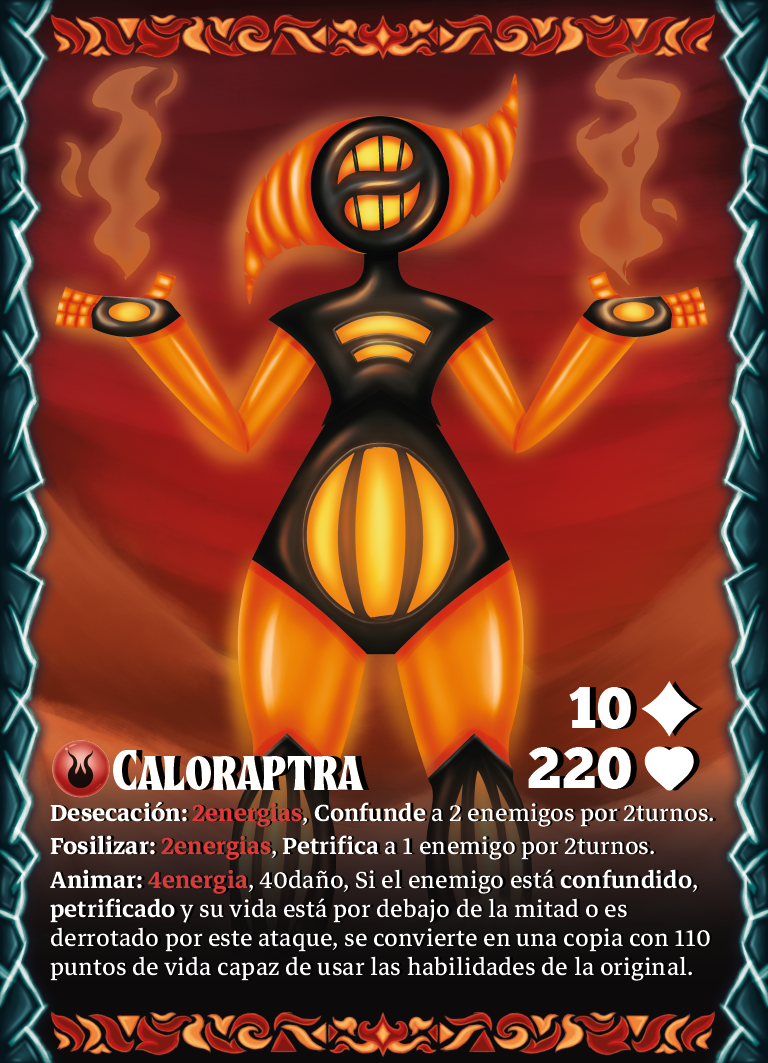 10
CALORAPTRA 220
Desecación: 2energias, Confunde a 2 enemigos por 2turnos.
Fosilizar: 2energias, Petrifica a 1 enemigo por 2turnos.
Animar: 4energia, 40daño, Si el enemigo está confundido,
petrificado y su vida está por debajo de la mitad o es
derrotado por este ataque, se convierte en una copia con 110
puntos de vida capaz de usar las habilidades de la original.